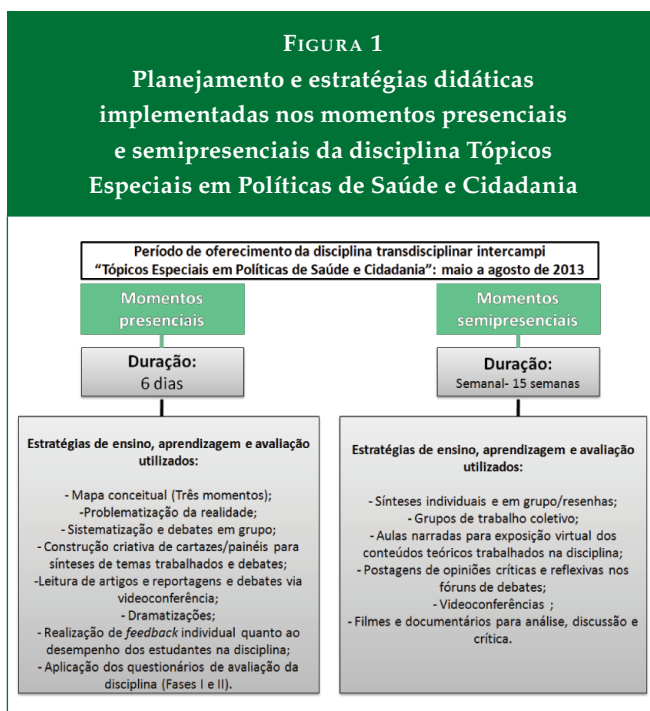 FIGURA 1
Planejamento e estratégias didáticas
implementadas nos momentos presenciais
e semipresenciais da disciplina Tópicos
Especiais em Políticas de Saúde e Cidadania
Período de oferecimento da disciplina transdisciplinar intercampi
“Tópicos Especiais em Políticas de Saúde e Cidadania”: maio a agosto de 2013
Momentos
presenciais
Duração:
6 dias
Estratégias de ensino, aprendizagem e avaliação
utilizados:
- Mapa conceitual (Três momentos);
-Problematização da realidade;
- Sistematização e debates em grupo;
- Construção criativa de cartazes/painéis para
sínteses de temas trabalhados e debates;
-Leitura de artigos e reportagens e debates via
videoconferência;
- Dramatizações;
- Realização de feedback individual quanto ao
desempenho dos estudantes na disciplina;
- Aplicação dos questionários de avaliação da
disciplina (Fases I e II).
Momentos
semipresenciais
Duração:
Semanal- 15 semanas
Estratégias de ensino, aprendizagem e avaliação
utilizados:
- Sínteses individuais e em grupo/resenhas;
- Grupos de trabalho coletivo;
- Aulas narradas para exposição virtual dos
conteúdos teóricos trabalhados na disciplina;
- Postagens de opiniões críticas e reflexivas nos
fóruns de debates;
- Videoconferências ;
- Filmes e documentários para análise, discussão e
crítica.